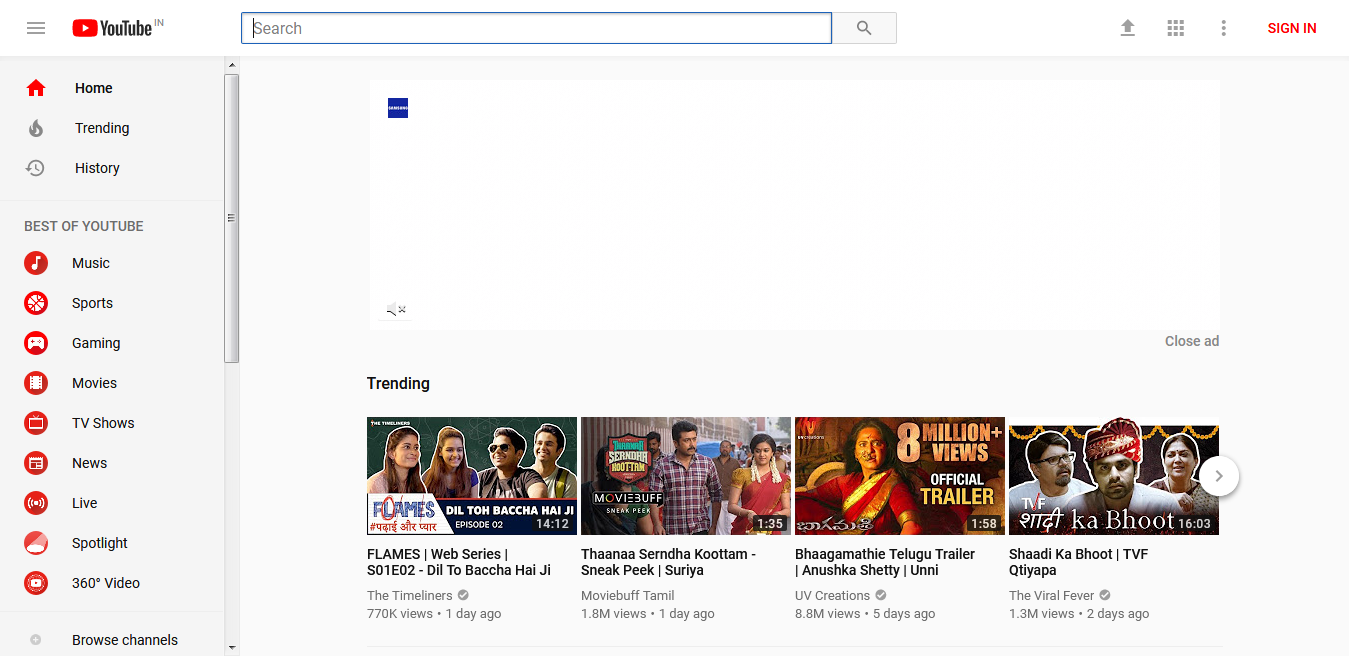 YouTube IN
Search
SIGN IN
Home
Trending
History
BEST OF YOUTUBE
Music
Sports
Gaming
Movies
TV Shows
News
Live
Spotlight
360° Video
Browse channels
SAMSUNG
Close ad
Trending
THE TIMELINERS
FLAMES
#पढ़ाई और प्यार
DIL TOH BACCHA HAI JI
EPISODE 02
14:12
THAANAA
SERNDHA
KOOTTAM
MOVIEBUFF
SNEAK PEEK
1:35
UV creations
8 MILLION+
VIEWS
OFFICIAL
TRAILER
భాగమతి
1:58
TVF
शादी ka Bhoot
16:03
FLAMES | Web Series |
S01E02 - Dil To Baccha Hai Ji
The Timeliners
770K views • 1 day ago
Thaanaa Serndha Koottam -
Sneak Peek | Suriya
Moviebuff Tamil
1.8M views • 1 day ago
Bhaagamathie Telugu Trailer
| Anushka Shetty | Unni
UV Creations
8.8M views • 5 days ago
Shaadi Ka Bhoot | TVF
Qtiyapa
The Viral Fever
1.3M views • 2 days ago